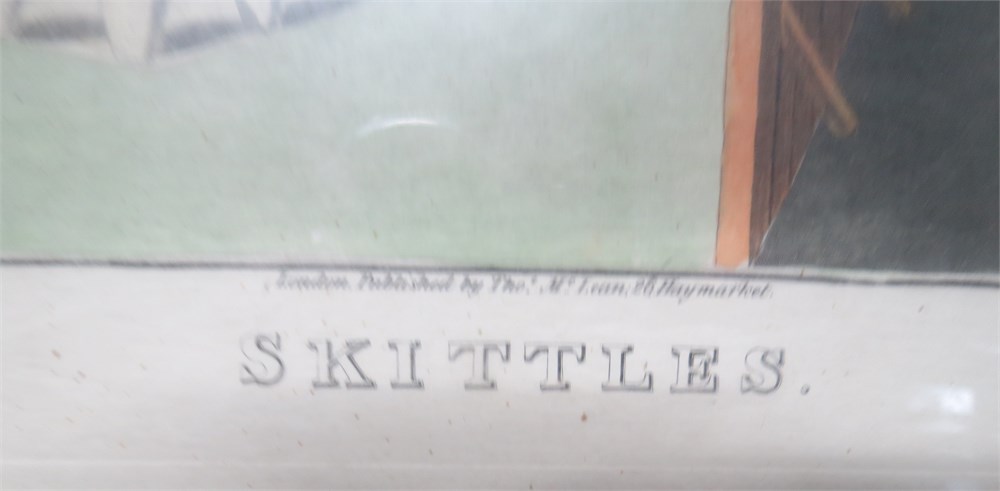 London, Published by Thos. Mc. Lean, 26, Haymarket.
SKITTLES.